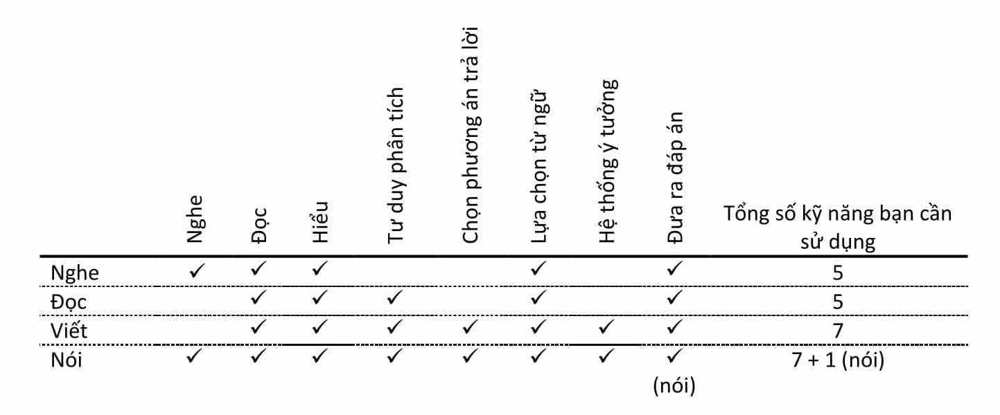 Nghe
Đọc
Hiểu
Tư duy phân tích
Chọn phương án trả lời
Lựa chọn từ ngữ
Hệ thống ý tưởng
Đưa ra đáp án
Tổng số kỹ năng bạn cần
sử dụng
Nghe ✓ ✓ ✓ ✓ ✓ 5
Đọc ✓ ✓ ✓ ✓ ✓ 5
Viết ✓ ✓ ✓ ✓ ✓ ✓ ✓ 7
Nói ✓ ✓ ✓ ✓ ✓ ✓ ✓ ✓ 7 + 1 (nói)
(nói)